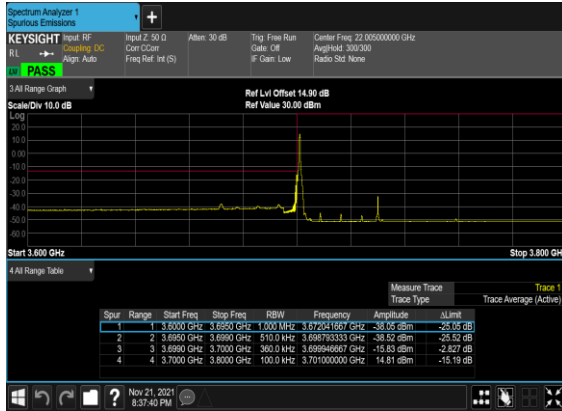 Spectrum Analyzer 1
Spurious Emissions
+
KEYSIGHT Input: RF Input Z: 50 Ω Atten: 30 dB Trig: Free Run Center Freq: 22.005000000 GHz
RL Coupling: DC Corr CCorr Gate: Off Avg|Hold: 300/300
Align: Auto Freq Ref: Int (S) IF Gain: Low Radio Std: None
LXI PASS
3 All Range Graph
Ref Lvl Offset 14.90 dB
Scale/Div 10.0 dB Ref Value 30.00 dBm
Log
20.0
10.0
0.00
-10.0
-20.0
-30.0
-40.0
-50.0
-60.0
Start 3.600 GHz Stop 3.800 GHz
4 All Range Table
Measure Trace Trace 1
Trace Type Trace Average (Active)
Spur Range Start Freq Stop Freq RBW Frequency Amplitude ΔLimit
1 1 3.6000 GHz 3.6950 GHz 1.000 MHz 3.672041667 GHz -38.05 dBm -25.05 dB
2 2 3.6950 GHz 3.6990 GHz 510.0 kHz 3.698793333 GHz -38.52 dBm -25.52 dB
3 3 3.6990 GHz 3.7000 GHz 360.0 kHz 3.699946667 GHz -15.83 dBm -2.827 dB
4 4 3.7000 GHz 3.8000 GHz 100.0 kHz 3.701000000 GHz 14.81 dBm -15.19 dB
? Nov 21, 2021
8:37:40 PM